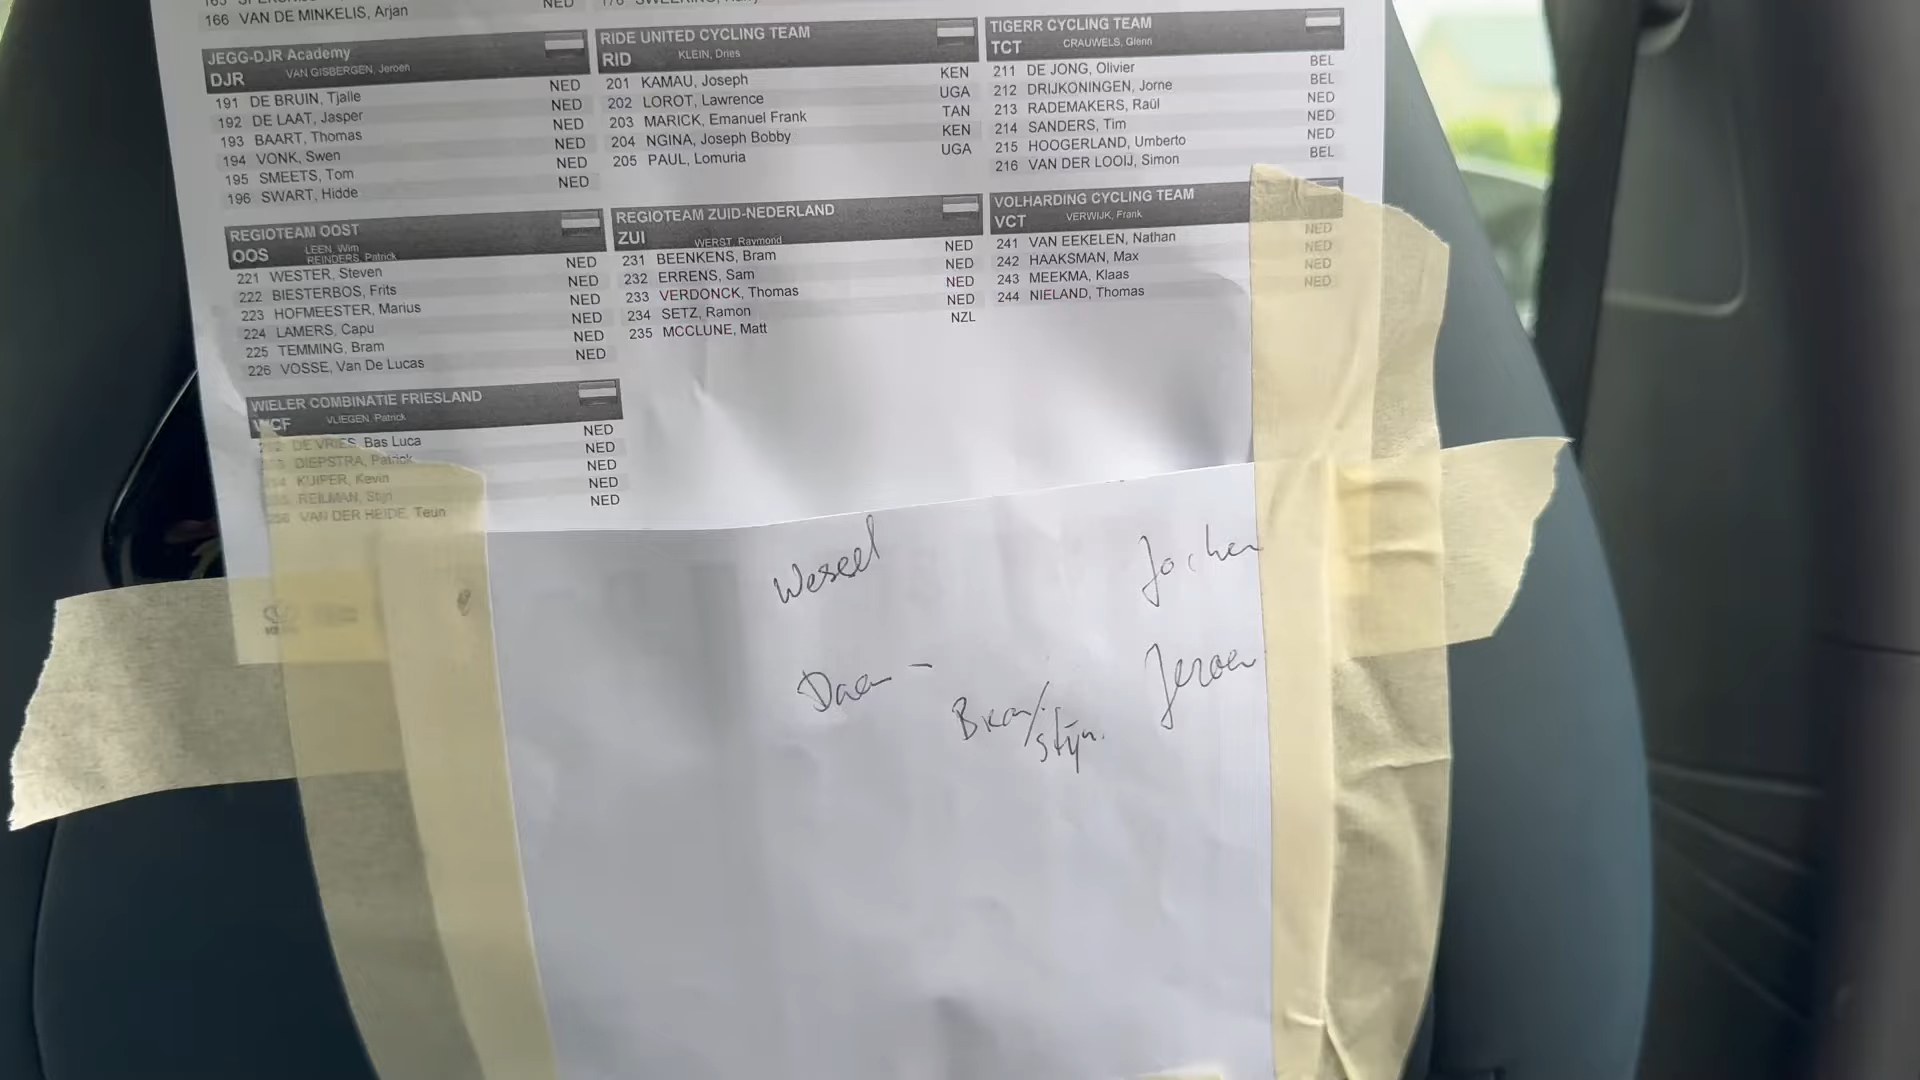 166 VAN DE MINKELIS, Arjan NED
JEGG-DJR Academy
DJR VAN GISBERGEN, Jeroen
191 DE BRUIN, Tjalle NED
192 DE LAAT, Jasper NED
193 BAART, Thomas NED
194 VONK, Swen NED
195 SMEETS, Tom NED
196 SWART, Hidde NED
RIDE UNITED CYCLING TEAM
RID KLEIN, Dries
201 KAMAU, Joseph KEN
202 LOROT, Lawrence UGA
203 MARICK, Emanuel Frank TAN
204 NGINA, Joseph Bobby KEN
205 PAUL, Lomuria UGA
TIGERR CYCLING TEAM
TCT CRAUWELS, Glenn
211 DE JONG, Olivier BEL
212 DRIJKONINGEN, Jorne BEL
213 RADEMAKERS, Raúl NED
214 SANDERS, Tim NED
215 HOOGERLAND, Umberto NED
216 VAN DER LOOIJ, Simon BEL
REGIOTEAM OOST
OOS LEEN, Wim
REINDERS, Patrick
221 WESTER, Steven NED
222 BIESTERBOS, Frits NED
223 HOFMEESTER, Marius NED
224 LAMERS, Capu NED
225 TEMMING, Bram NED
226 VOSSE, Van De Lucas NED
REGIOTEAM ZUID-NEDERLAND
ZUI WERST, Raymond
231 BEENKENS, Bram NED
232 ERRENS, Sam NED
233 VERDONCK, Thomas NED
234 SETZ, Ramon NED
235 MCCLUNE, Matt NZL
VOLHARDING CYCLING TEAM
VCT VERWIJK, Frank
241 VAN EEKELEN, Nathan NED
242 HAAKSMAN, Max NED
243 MEEKMA, Klaas NED
244 NIELAND, Thomas NED
WIELER COMBINATIE FRIESLAND
WCF VLIEGEN, Patrick
DE VRIES, Bas Luca NED
DIEPSTRA, Patrick NED
KUIPER, Kevin NED
REILMAN, Stijn NED
VAN DER HEIDE, Teun NED
Wesel Jochen
Daan - Jeroen
Bram/
Stijn.